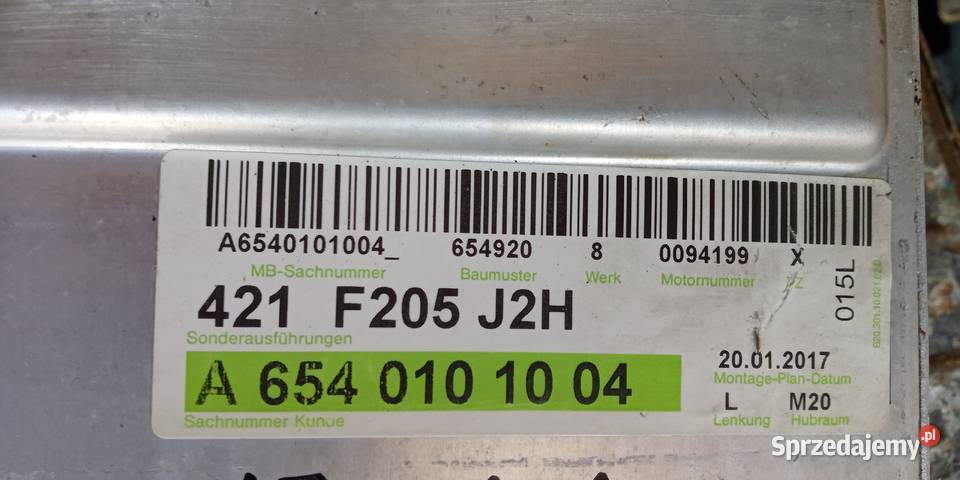 A6540101004_ 654920 8 0094199 X
MB-Sachnummer Baumuster Werk Motornummer
421 F205 J2H
Sonderausführungen
015L
A 654 010 10 04
Sachnummer Kunde
20.01.2017
Montage-Plan-Datum
L M20
Lenkung Hubraum
Sprzedajemy.pl